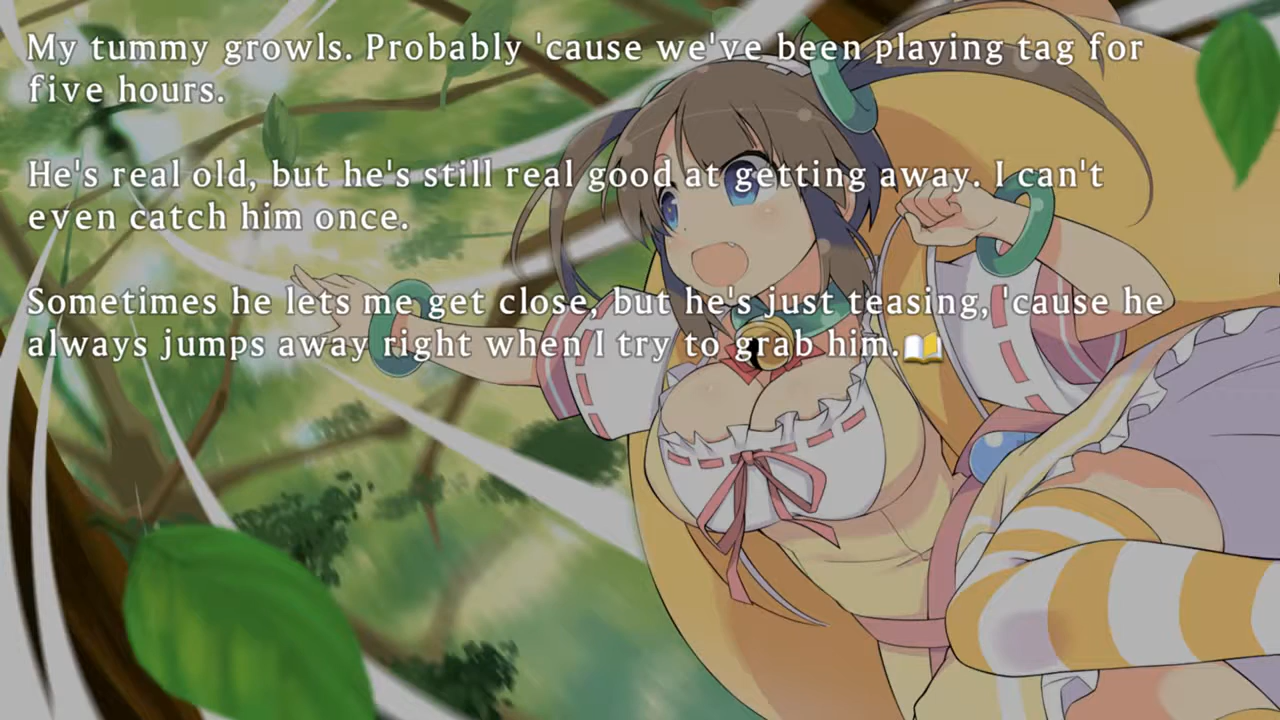 My tummy growls. Probably 'cause we've been playing tag for
five hours.
He's real old, but he's still real good at getting away. I can't
even catch him once.
Sometimes he lets me get close, but he's just teasing, 'cause he
always jumps away right when I try to grab him.